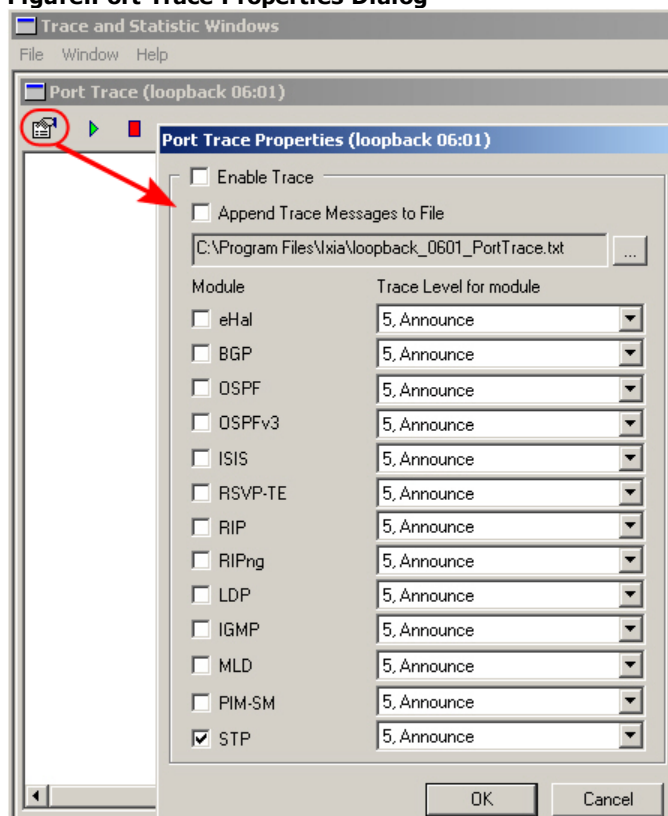 Figure:Port Trace Properties Dialog
Trace and Statistic Windows
File Window Help
Port Trace (loopback 06:01)
Port Trace Properties (loopback 06:01)
Enable Trace
Append Trace Messages to File
C:\Program Files\Ixia\loopback_0601_PortTrace.txt ...
Module Trace Level for module
eHal 5, Announce
BGP 5, Announce
OSPF 5, Announce
OSPFv3 5, Announce
ISIS 5, Announce
RSVP-TE 5, Announce
RIP 5, Announce
RIPng 5, Announce
LDP 5, Announce
IGMP 5, Announce
MLD 5, Announce
PIM-SM 5, Announce
STP 5, Announce
OK Cancel